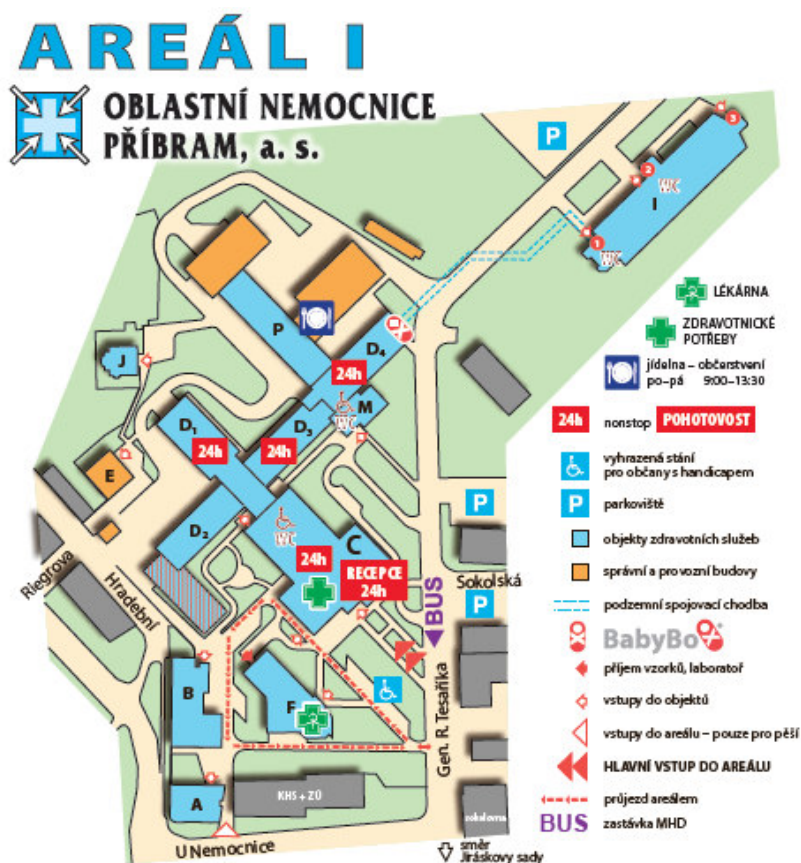 AREÁL I
OBLASTNÍ NEMOCNICE
PŘÍBRAM, a. s.
P
3
2
WC
I
1
WC
LÉKÁRNA
ZDRAVOTNICKÉ
POTŘEBY
jídelna – občerstvení
po–pá 9:00–13:30
24h nonstop POHOTOVOST
vyhrazená stání
pro občany s handicapem
P parkoviště
objekty zdravotních služeb
správní a provozní budovy
podzemní spojovací chodba
BabyBox
příjem vzorků, laboratoř
vstupy do objektů
vstupy do areálu – pouze pro pěší
HLAVNÍ VSTUP DO AREÁLU
průjezd areálem
BUS zastávka MHD
P
D4
J
24h
M
WC
D1
24h
D3
24h
E
P
D2
WC
C
24h
RECEPCE
24h
Riegrova
Hradební
Sokolská
P
BUS
B
F
Gen. R. Tesaříka
A
KHS + ZÚ
sokolovna
U Nemocnice
směr
Jiráskovy sady